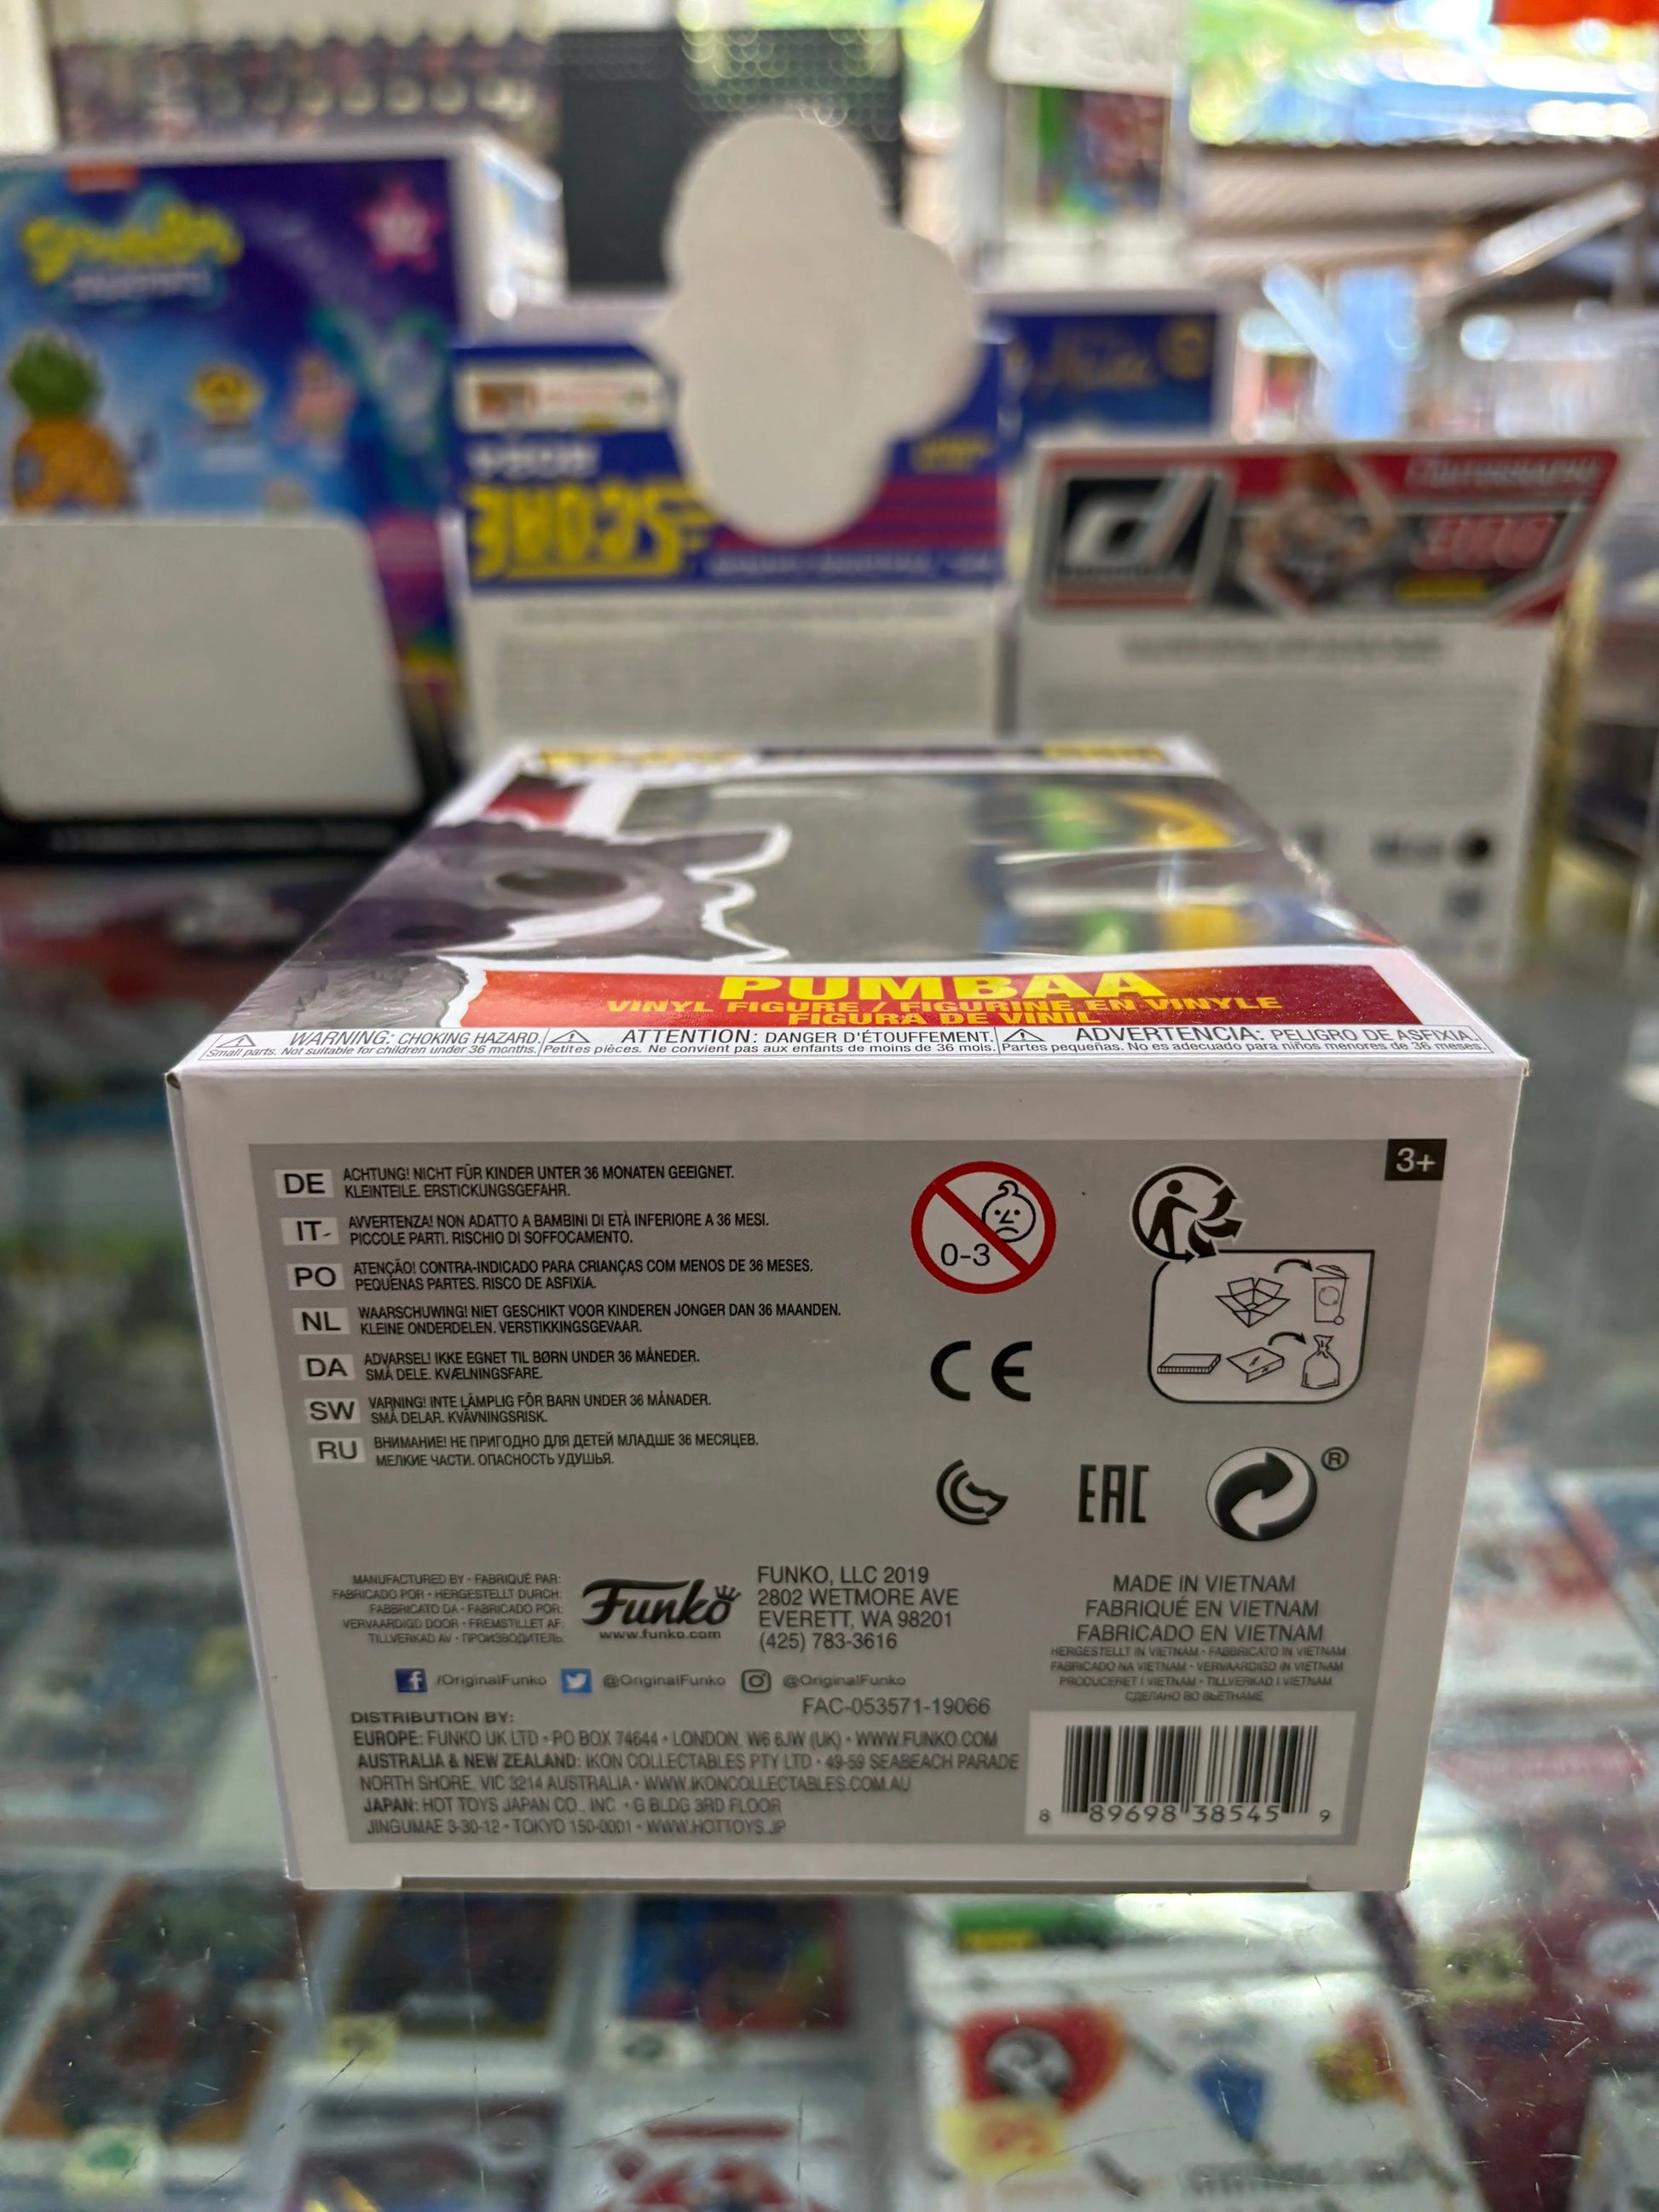 PUMBAA
VINYL FIGURE / FIGURINE EN VINYLE
FIGURA DE VINIL
WARNING: CHOKING HAZARD.
Small parts. Not suitable for children under 36 months.
ATTENTION: DANGER D'ÉTOUFFEMENT.
Petites pièces. Ne convient pas aux enfants de moins de 36 mois.
ADVERTENCIA: PELIGRO DE ASFIXIA.
Partes pequeñas. No es adecuado para niños menores de 36 meses.
3+
DE ACHTUNG! NICHT FÜR KINDER UNTER 36 MONATEN GEEIGNET.
KLEINTEILE. ERSTICKUNGSGEFAHR.
IT- AVVERTENZA! NON ADATTO A BAMBINI DI ETÀ INFERIORE A 36 MESI.
PICCOLE PARTI. RISCHIO DI SOFFOCAMENTO.
PO ATENÇÃO! CONTRA-INDICADO PARA CRIANÇAS COM MENOS DE 36 MESES.
PEQUENAS PARTES. RISCO DE ASFIXIA.
NL WAARSCHUWING! NIET GESCHIKT VOOR KINDEREN JONGER DAN 36 MAANDEN.
KLEINE ONDERDELEN. VERSTIKKINGSGEVAAR.
DA ADVARSEL! IKKE EGNET TIL BØRN UNDER 36 MÅNEDER.
SMÅ DELE. KVÆLNINGSFARE.
SW VARNING! INTE LÄMPLIG FÖR BARN UNDER 36 MÅNADER.
SMÅ DELAR. KVÄVNINGSRISK.
RU ВНИМАНИЕ! НЕ ПРИГОДНО ДЛЯ ДЕТЕЙ МЛАДШЕ 36 МЕСЯЦЕВ.
МЕЛКИЕ ЧАСТИ. ОПАСНОСТЬ УДУШЬЯ.
0-3
CE
EAC
®
MANUFACTURED BY • FABRIQUÉ PAR:
FABRICADO POR • HERGESTELLT DURCH:
FABBRICATO DA • FABRICADO POR:
VERVAARDIGD DOOR • FREMSTILLET AF:
TILLVERKAD AV • ПРОИЗВОДИТЕЛЬ:
Funko
www.funko.com
FUNKO, LLC 2019
2802 WETMORE AVE
EVERETT, WA 98201
(425) 783-3616
/OriginalFunko @OriginalFunko @OriginalFunko
FAC-053571-19066
MADE IN VIETNAM
FABRIQUÉ EN VIETNAM
FABRICADO EN VIETNAM
HERGESTELLT IN VIETNAM • FABBRICATO IN VIETNAM
FABRICADO NA VIETNAM • VERVAARDIGD IN VIETNAM
PRODUCERET I VIETNAM • TILLVERKAD I VIETNAM
СДЕЛАНО ВО ВЬЕТНАМЕ
DISTRIBUTION BY:
EUROPE: FUNKO UK LTD • PO BOX 74644 • LONDON, W6 6JW (UK) • WWW.FUNKO.COM
AUSTRALIA & NEW ZEALAND: IKON COLLECTABLES PTY LTD • 49-59 SEABEACH PARADE
NORTH SHORE, VIC 3214 AUSTRALIA • WWW.IKONCOLLECTABLES.COM.AU
JAPAN: HOT TOYS JAPAN CO., INC. • G BLDG 3RD FLOOR
JINGUMAE 3-30-12 • TOKYO 150-0001 • WWW.HOTTOYS.JP
8 89698 38545 9
SCORE